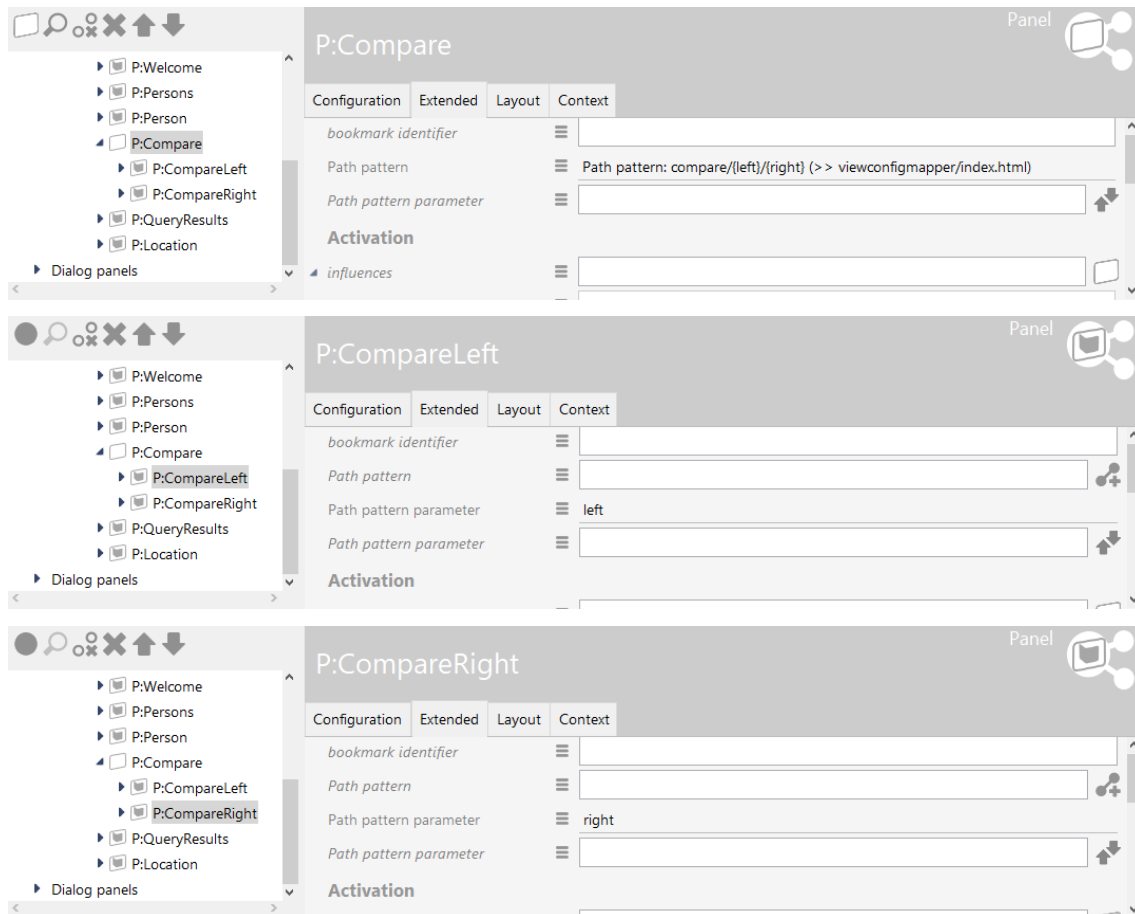 Panel
P:Compare
P:Welcome
P:Persons
P:Person
P:Compare
P:CompareLeft
P:CompareRight
P:QueryResults
P:Location
Dialog panels
Configuration Extended Layout Context
bookmark identifier
Path pattern Path pattern: compare/{left}/{right} (>> viewconfigmapper/index.html)
Path pattern parameter
Activation
influences
Panel
P:CompareLeft
P:Welcome
P:Persons
P:Person
P:Compare
P:CompareLeft
P:CompareRight
P:QueryResults
P:Location
Dialog panels
Configuration Extended Layout Context
bookmark identifier
Path pattern
Path pattern parameter left
Path pattern parameter
Activation
Panel
P:CompareRight
P:Welcome
P:Persons
P:Person
P:Compare
P:CompareLeft
P:CompareRight
P:QueryResults
P:Location
Dialog panels
Configuration Extended Layout Context
bookmark identifier
Path pattern
Path pattern parameter right
Path pattern parameter
Activation